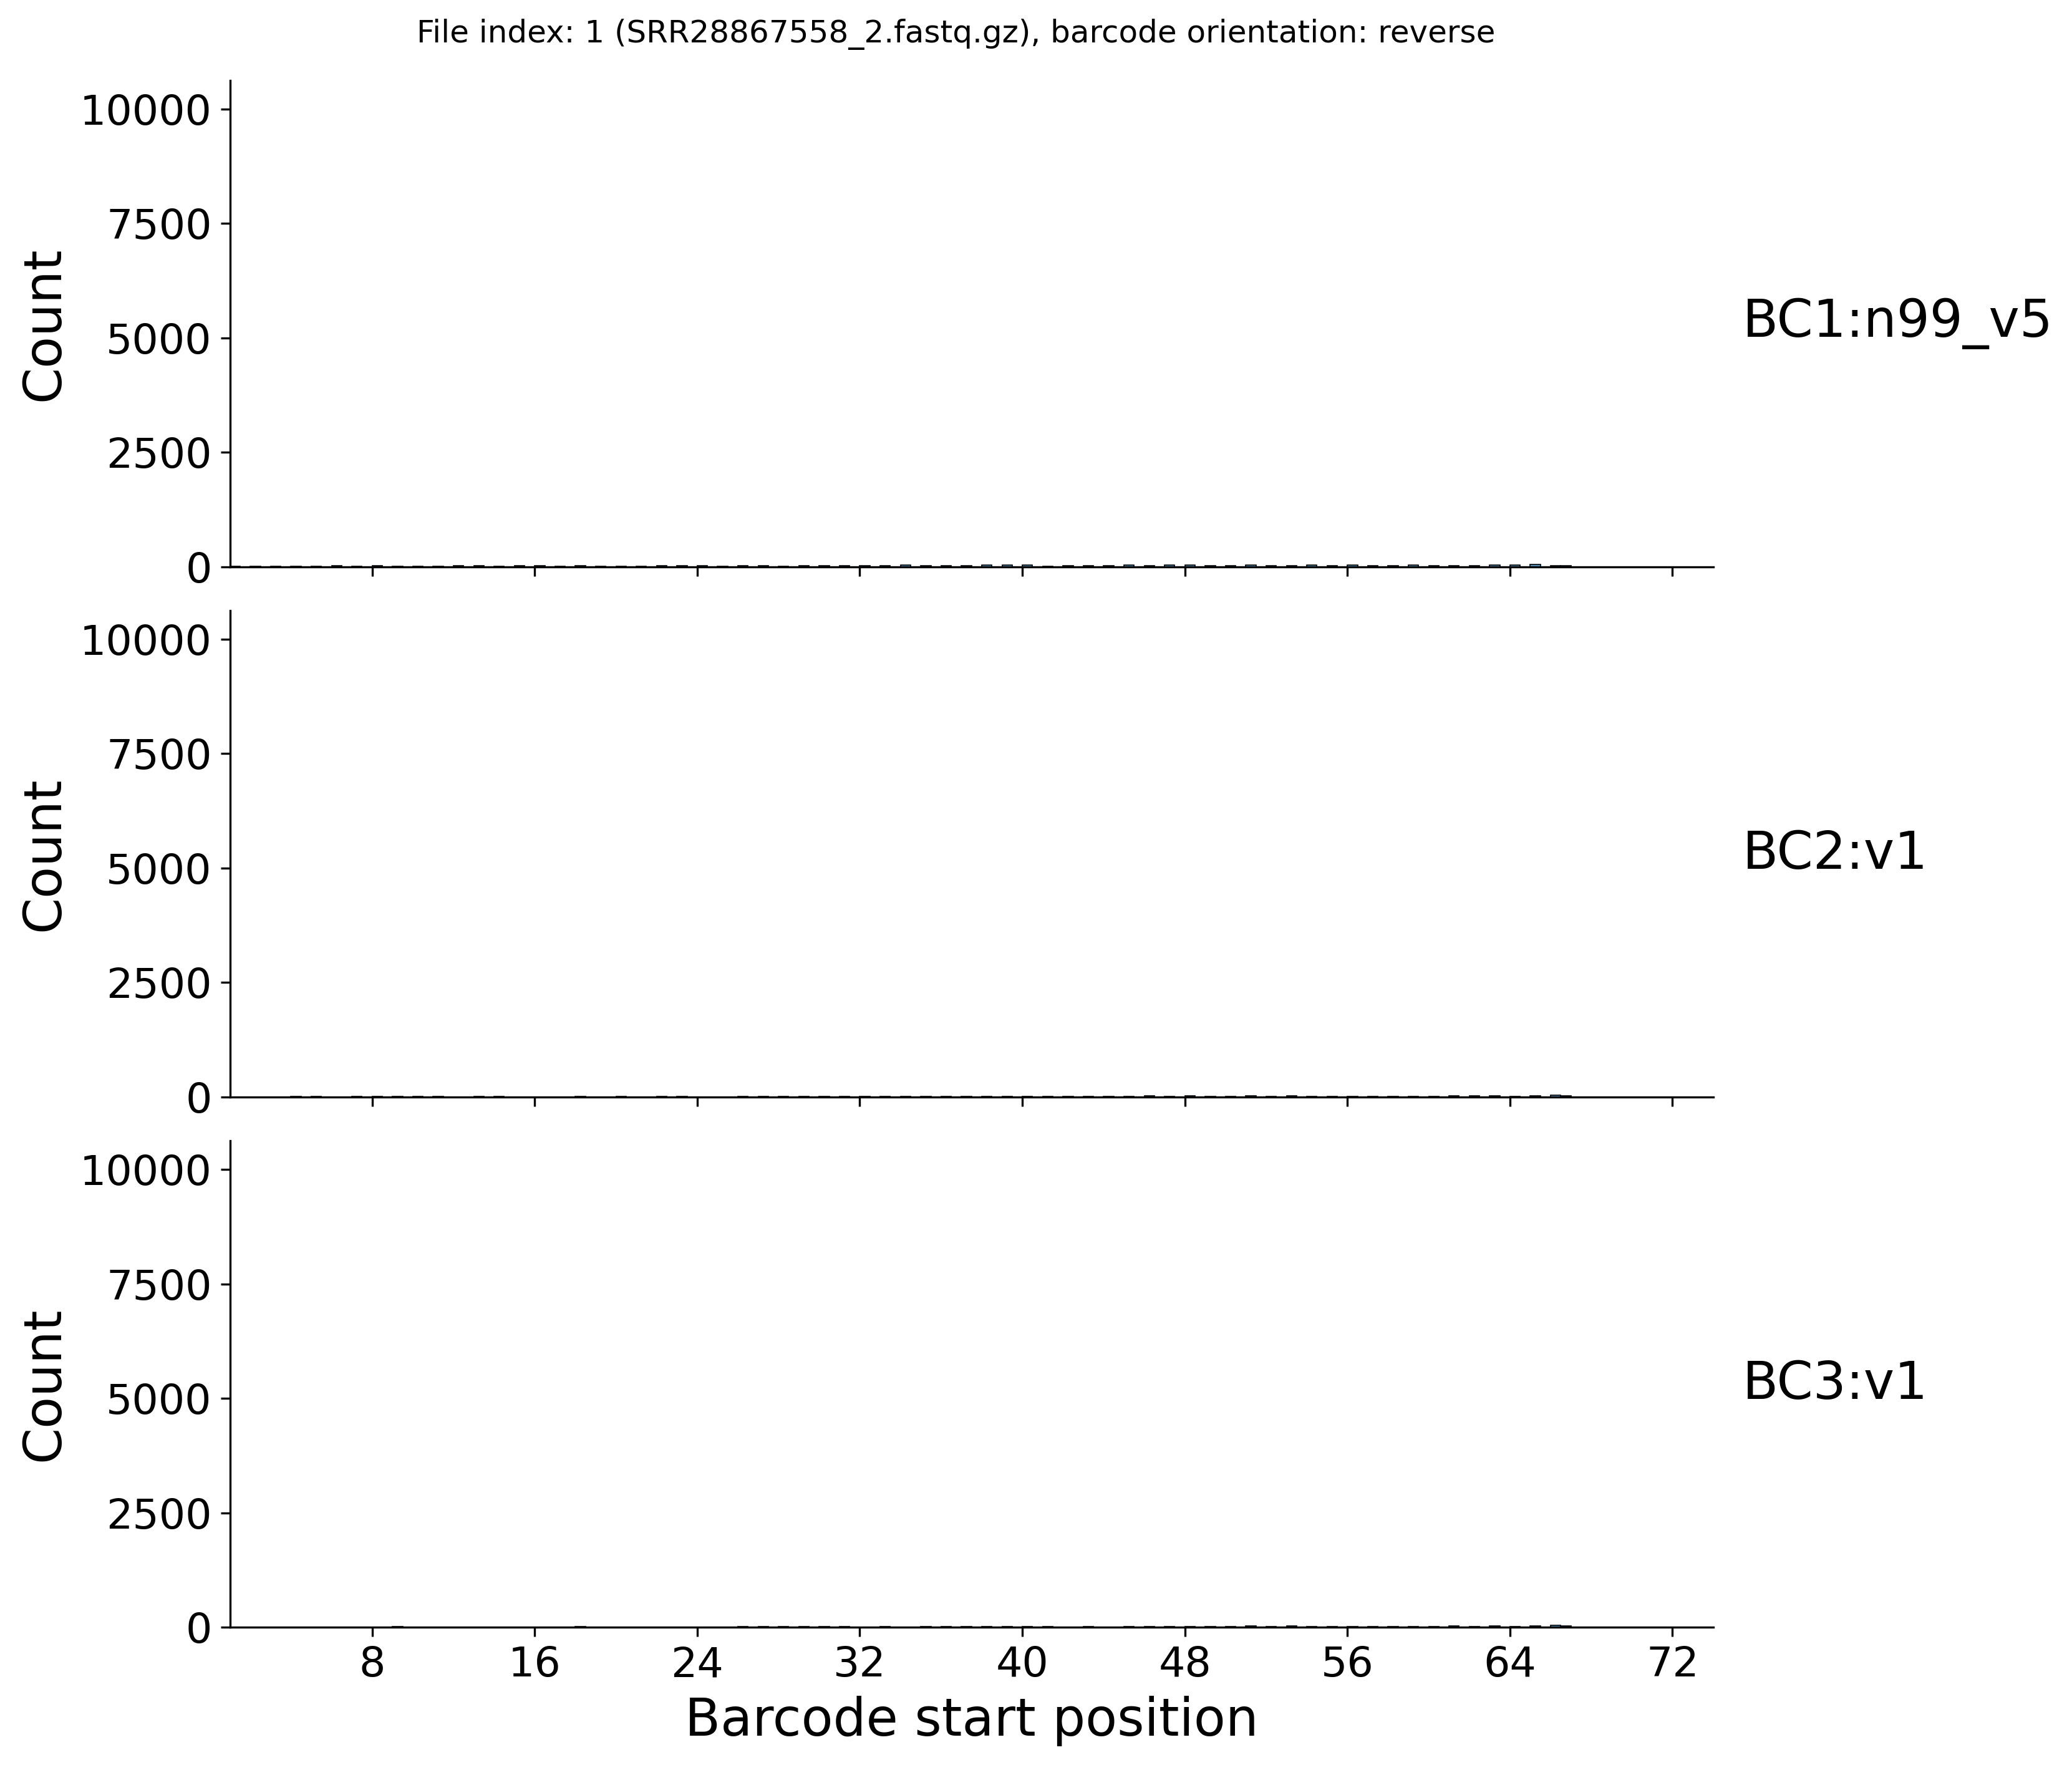 File index: 1 (SRR28867558_2.fastq.gz), barcode orientation: reverse
10000
7500
5000
2500
0
Count
BC1:n99_v5
10000
7500
5000
2500
0
Count
BC2:v1
10000
7500
5000
2500
0
Count
BC3:v1
8 16 24 32 40 48 56 64 72
Barcode start position